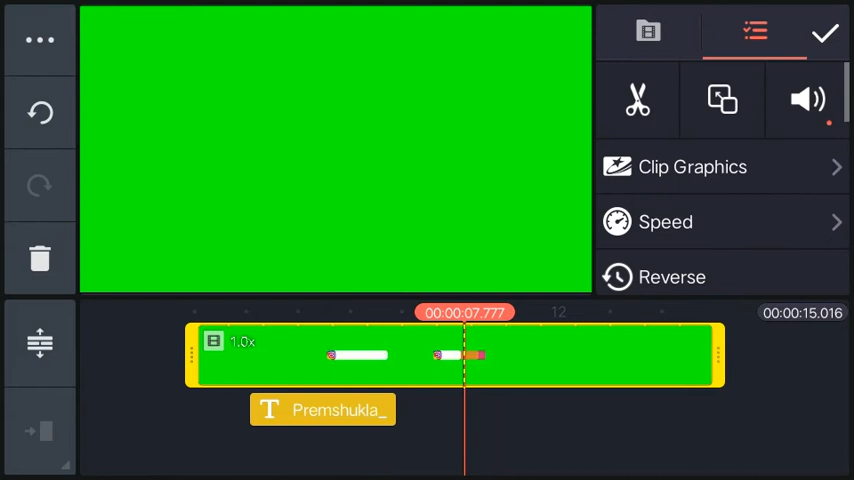 Clip Graphics
Speed
Reverse
00:00:07.777
12
00:00:15.016
1.0x
T Premshukla_